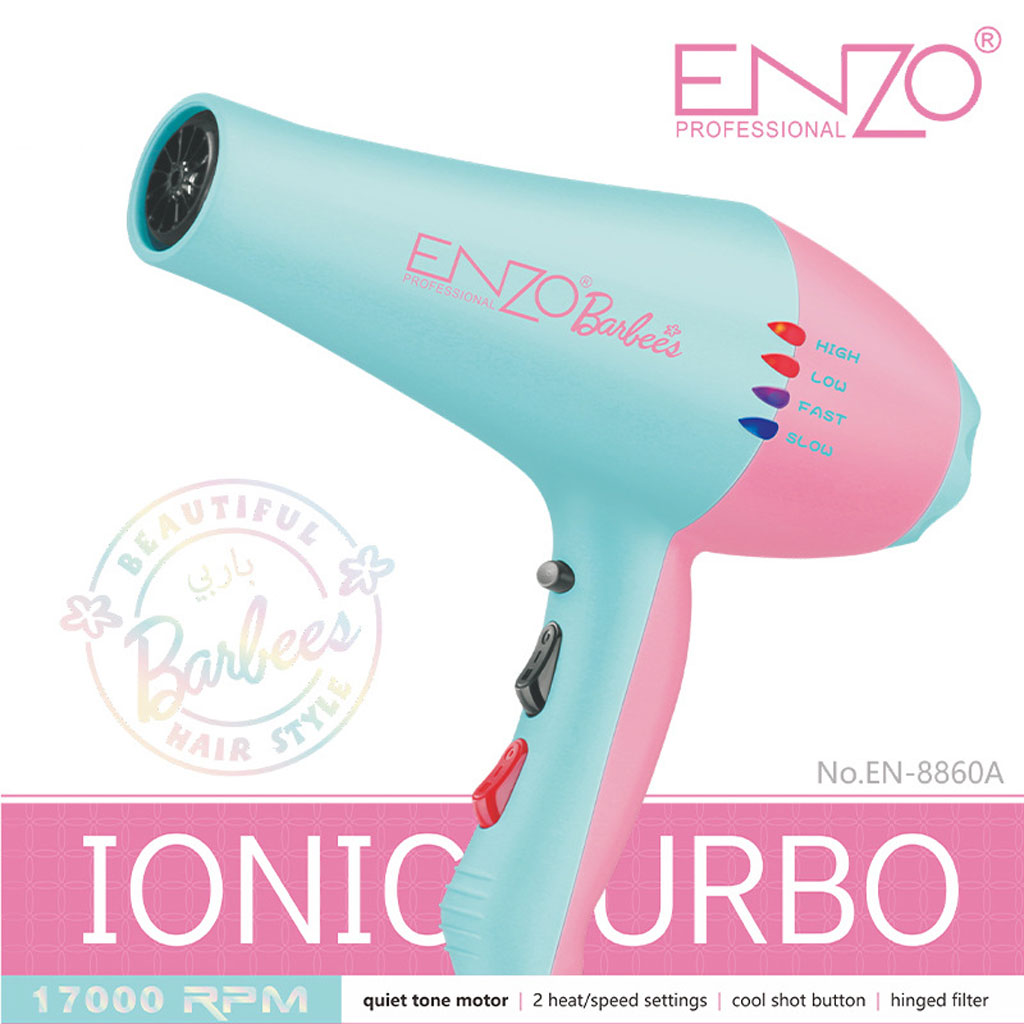 ENZO®
PROFESSIONAL
ENZO®
PROFESSIONAL
Barbees
HIGH
LOW
FAST
SLOW
BEAUTIFUL
باربي
Barbees
HAIR STYLE
No.EN-8860A
IONIC URBO
17000 RPM
quiet tone motor | 2 heat/speed settings | cool shot button | hinged filter